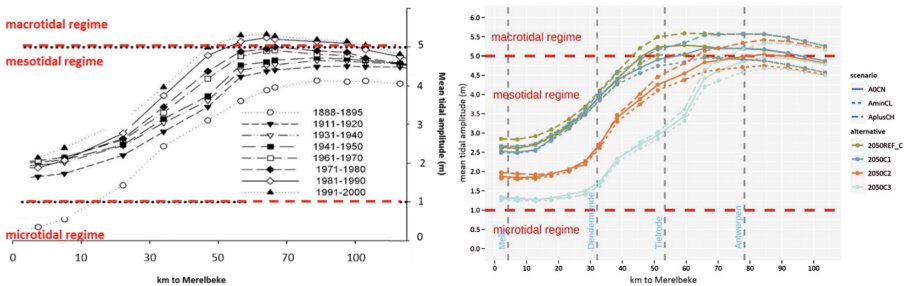 macrotidal regime
mesotidal regime
microtidal regime
Mean tidal amplitude (m)
5
4
3
2
1
0
1888-1895
1911-1920
1931-1940
1941-1950
1961-1970
1971-1980
1981-1990
1991-2000
0
10
20
30
50
70
100
km to Merelbeke
mean tidal amplitude (m)
6.0
5.5
5.0
4.5
4.0
3.5
3.0
2.5
2.0
1.5
1.0
0.5
0.0
macrotidal regime
mesotidal regime
microtidal regime
Melle
Dendermonde
Tielrode
Antwerpen
0
10
20
30
40
50
60
70
80
90
100
km to Merelbeke
scenario
A0CN
AminCL
AplusCH
alternative
2050REF_C
2050C1
2050C2
2050C3